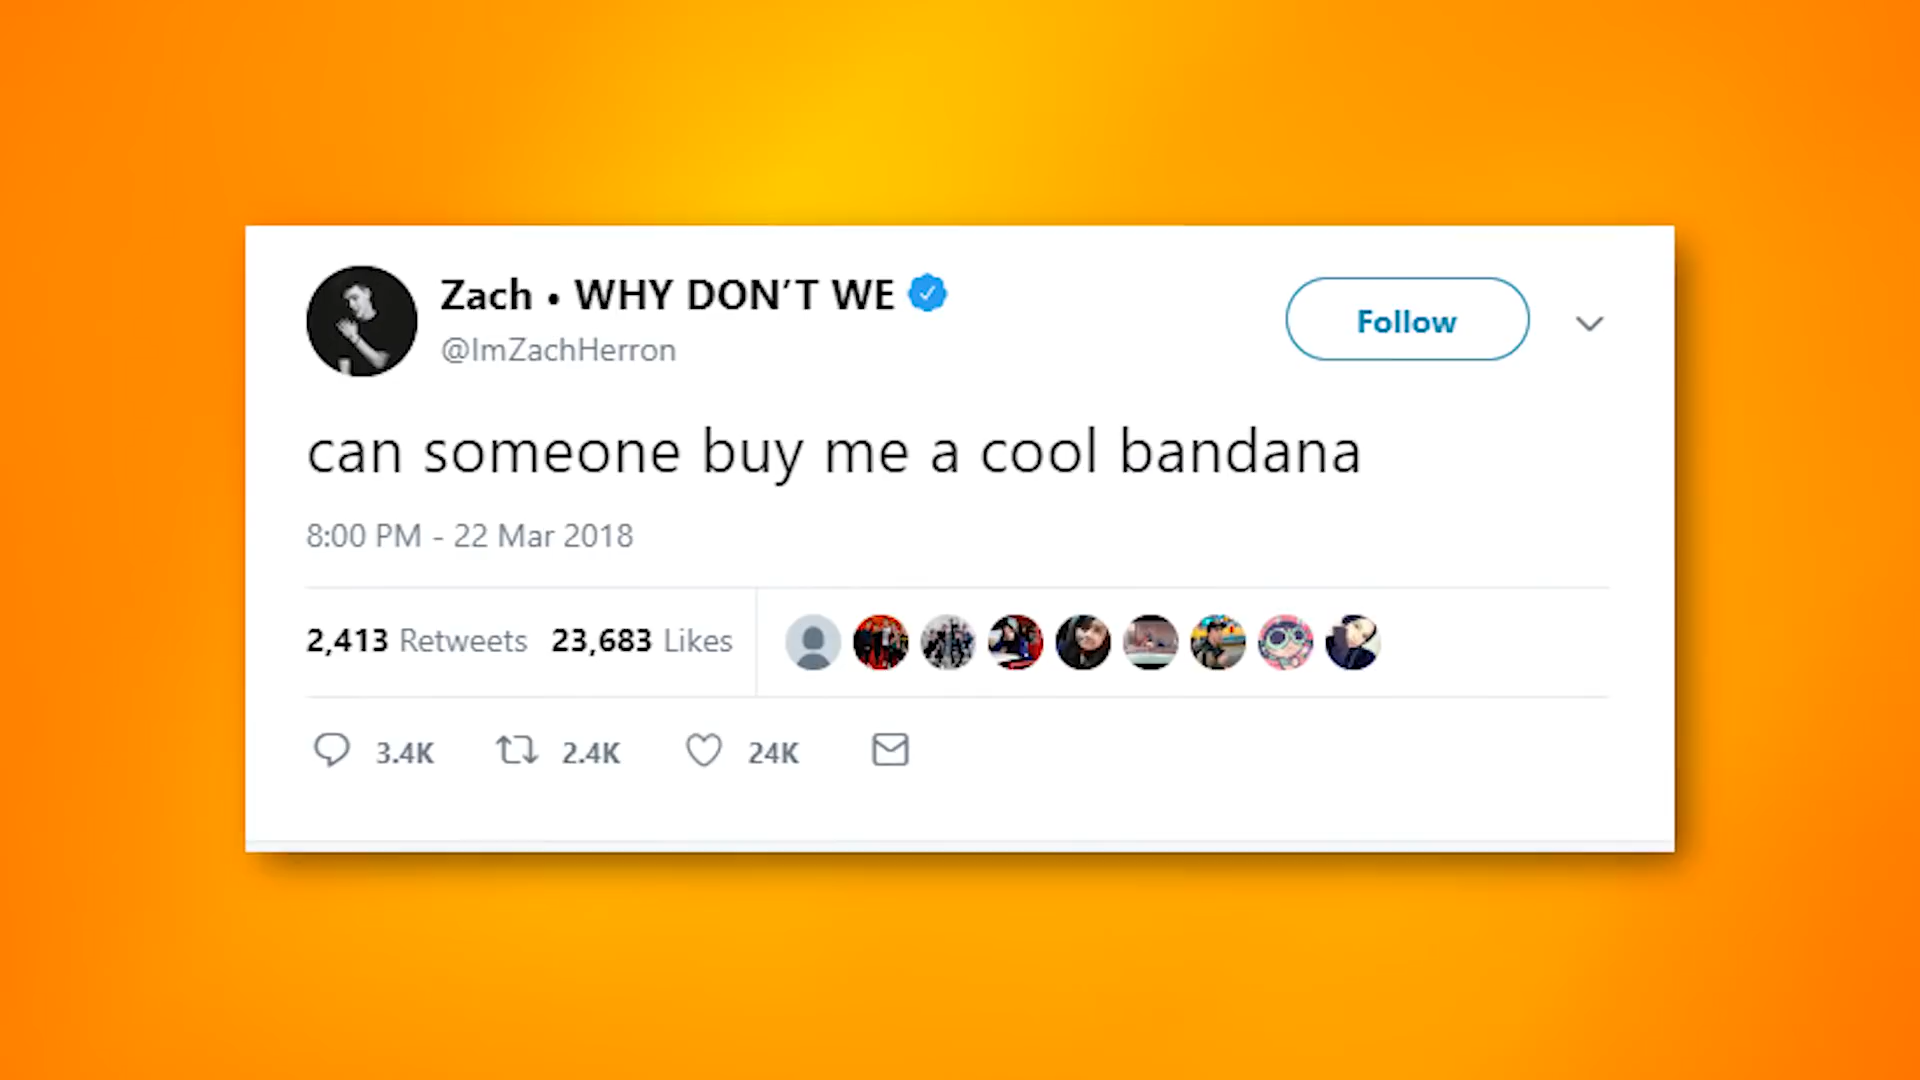 Zach • WHY DON’T WE
@ImZachHerron
Follow
can someone buy me a cool bandana
8:00 PM - 22 Mar 2018
2,413 Retweets 23,683 Likes
3.4K 2.4K 24K